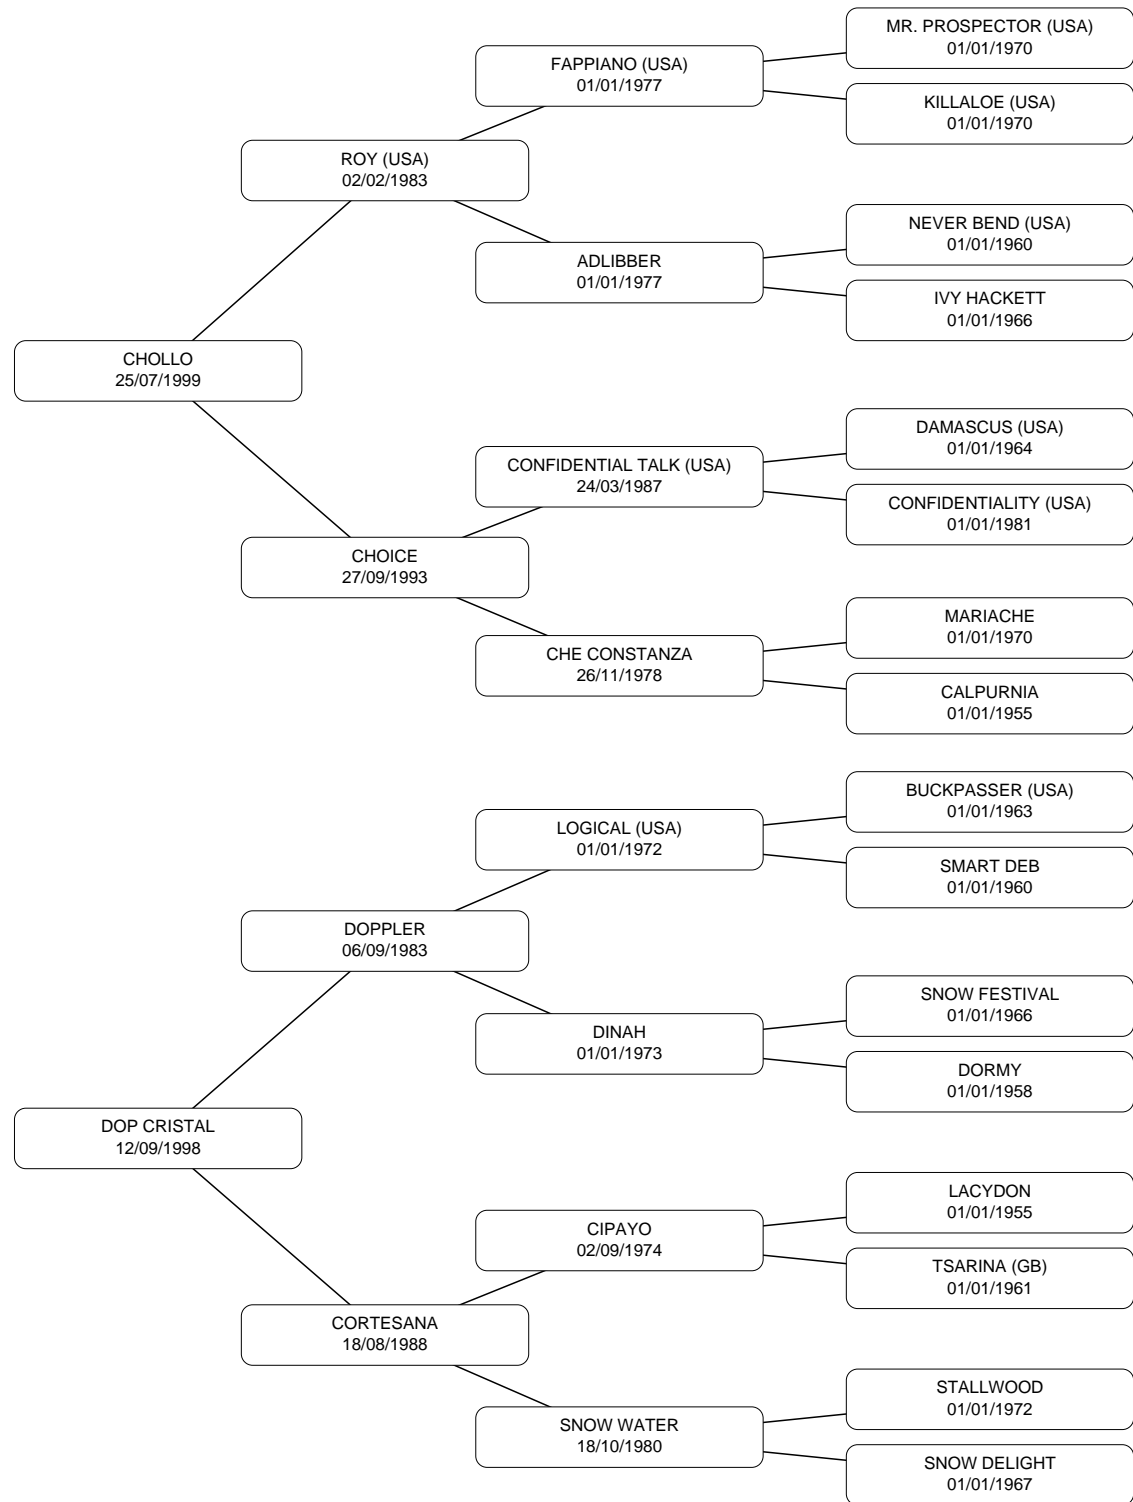 MR. PROSPECTOR (USA)
01/01/1970
FAPPIANO (USA)
01/01/1977
KILLALOE (USA)
01/01/1970
ROY (USA)
02/02/1983
NEVER BEND (USA)
01/01/1960
ADLIBBER
01/01/1977
IVY HACKETT
01/01/1966
CHOLLO
25/07/1999
DAMASCUS (USA)
01/01/1964
CONFIDENTIAL TALK (USA)
24/03/1987
CONFIDENTIALITY (USA)
01/01/1981
CHOICE
27/09/1993
MARIACHE
01/01/1970
CHE CONSTANZA
26/11/1978
CALPURNIA
01/01/1955
BUCKPASSER (USA)
01/01/1963
LOGICAL (USA)
01/01/1972
SMART DEB
01/01/1960
DOPPLER
06/09/1983
SNOW FESTIVAL
01/01/1966
DINAH
01/01/1973
DORMY
01/01/1958
DOP CRISTAL
12/09/1998
LACYDON
01/01/1955
CIPAYO
02/09/1974
TSARINA (GB)
01/01/1961
CORTESANA
18/08/1988
STALLWOOD
01/01/1972
SNOW WATER
18/10/1980
SNOW DELIGHT
01/01/1967